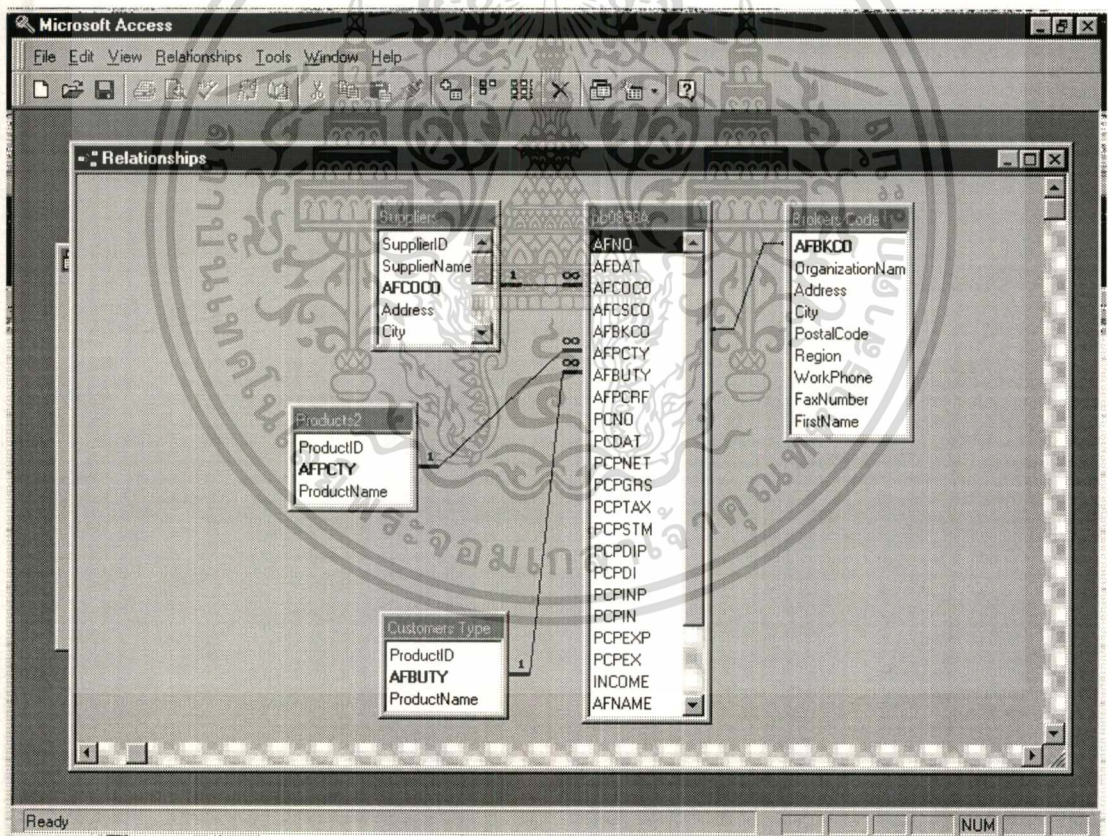 Microsoft Access
File Edit View Relationships Tools Window Help
Relationships
Suppliers
SupplierID
SupplierName
AFCOCO
Address
City
1
∞
Products2
ProductID
AFPCTY
ProductName
1
∞
Customers Type
ProductID
AFBUTY
ProductName
1
∞
AFNO
AFDAT
AFCOCO
AFCSCO
AFBKCO
AFPCTY
AFBUTY
AFPCRF
PCNO
PCDAT
PCPNET
PCPGRS
PCPTAX
PCPSTM
PCPDIP
PCPDI
PCPINP
PCPIN
PCPEXP
PCPEX
INCOME
AFNAME
Brokers Code
AFBKCO
OrganizationNam
Address
City
PostalCode
Region
WorkPhone
FaxNumber
FirstName
Ready
NUM